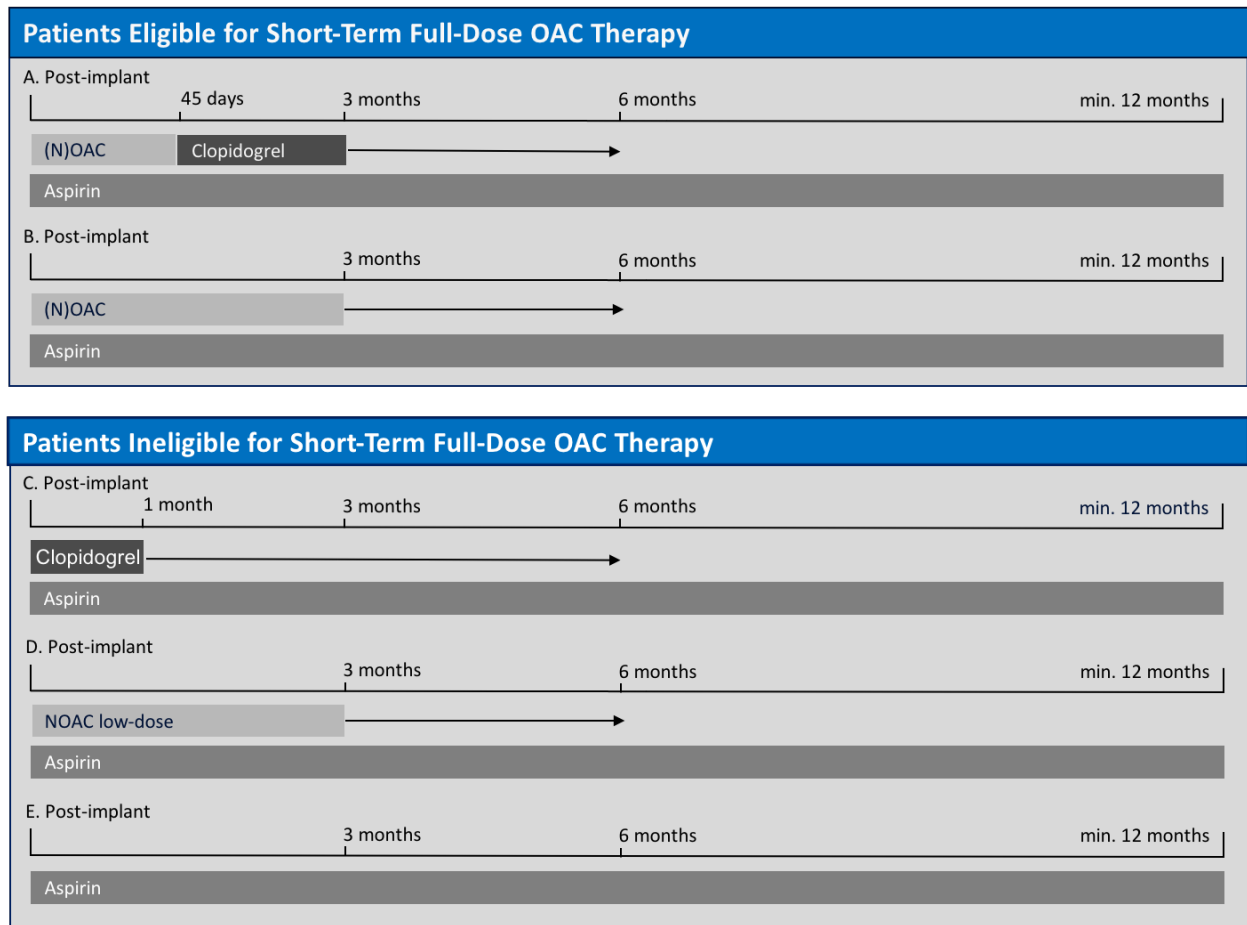 Patients Eligible for Short-Term Full-Dose OAC Therapy
A. Post-implant
45 days 3 months 6 months min. 12 months
(N)OAC Clopidogrel
Aspirin
B. Post-implant
3 months 6 months min. 12 months
(N)OAC
Aspirin
Patients Ineligible for Short-Term Full-Dose OAC Therapy
C. Post-implant
1 month 3 months 6 months min. 12 months
Clopidogrel
Aspirin
D. Post-implant
3 months 6 months min. 12 months
NOAC low-dose
Aspirin
E. Post-implant
3 months 6 months min. 12 months
Aspirin